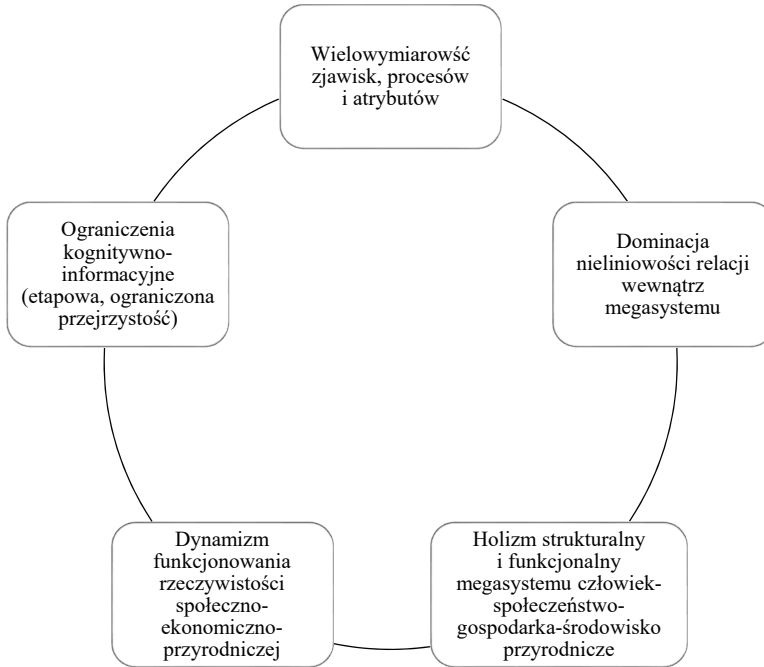 Wielowymiarowść
zjawisk, procesów
i atrybutów
Dominacja
nieliniowości relacji
wewnątrz
megasystemu
Holizm strukturalny
i funkcjonalny
megasystemu człowiek-
społeczeństwo-
gospodarka-środowisko
przyrodnicze
Dynamizm
funkcjonowania
rzeczywistości
społeczno-
ekonomiczno-
przyrodniczej
Ograniczenia
kognitywno-
informacyjne
(etapowa, ograniczona
przejrzystość)